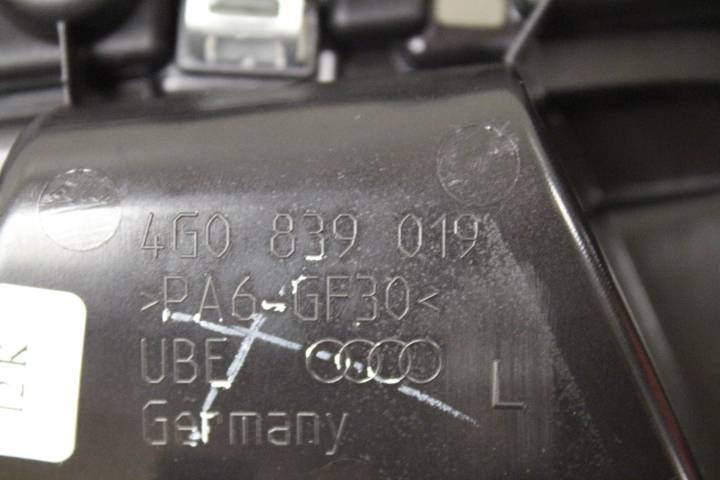 4G0 839 019
>PA6-GF30<
UBE
L
Germany